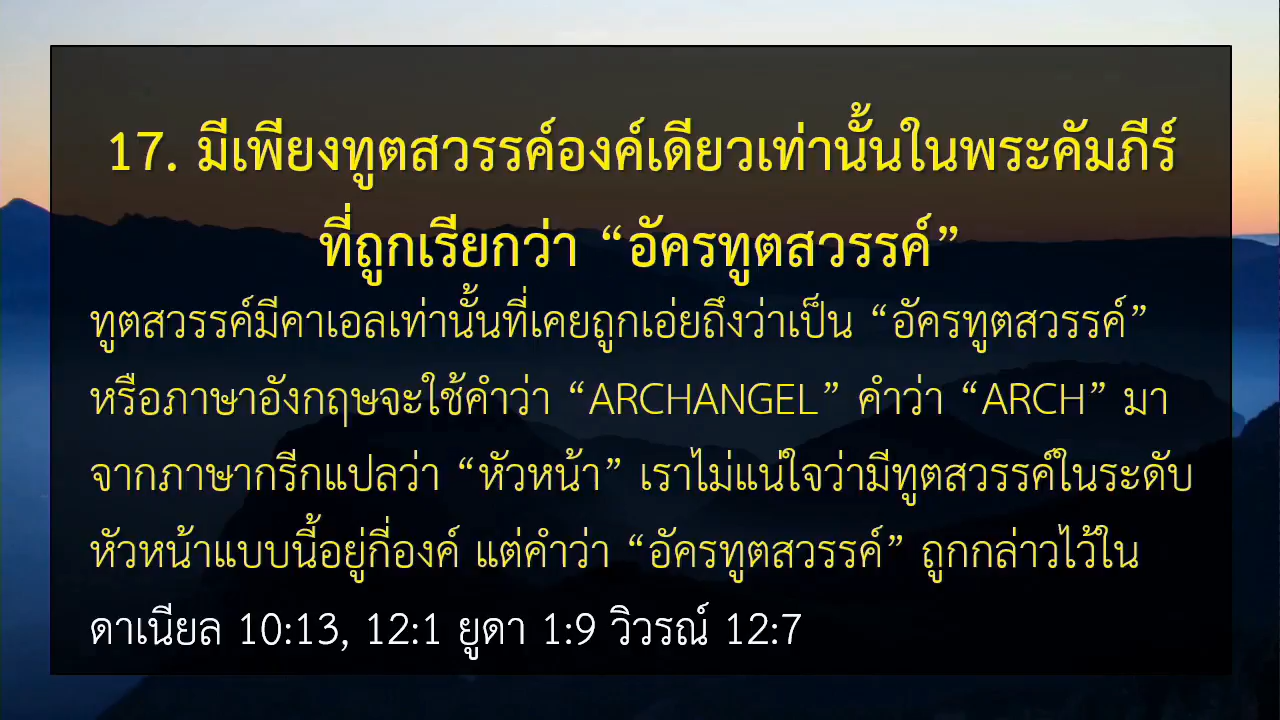 17. มีเพียงทูตสวรรค์องค์เดียวเท่านั้นในพระคัมภีร์
ที่ถูกเรียกว่า “อัครทูตสวรรค์”
ทูตสวรรค์มีคาเอลเท่านั้นที่เคยถูกเอ่ยถึงว่าเป็น “อัครทูตสวรรค์”
หรือภาษาอังกฤษจะใช้คำว่า “ARCHANGEL” คำว่า “ARCH” มา
จากภาษากรีกแปลว่า “หัวหน้า” เราไม่แน่ใจว่ามีทูตสวรรค์ในระดับ
หัวหน้าแบบนี้อยู่กี่องค์ แต่คำว่า “อัครทูตสวรรค์” ถูกกล่าวไว้ใน
ดาเนียล 10:13, 12:1 ยูดา 1:9 วิวรณ์ 12:7